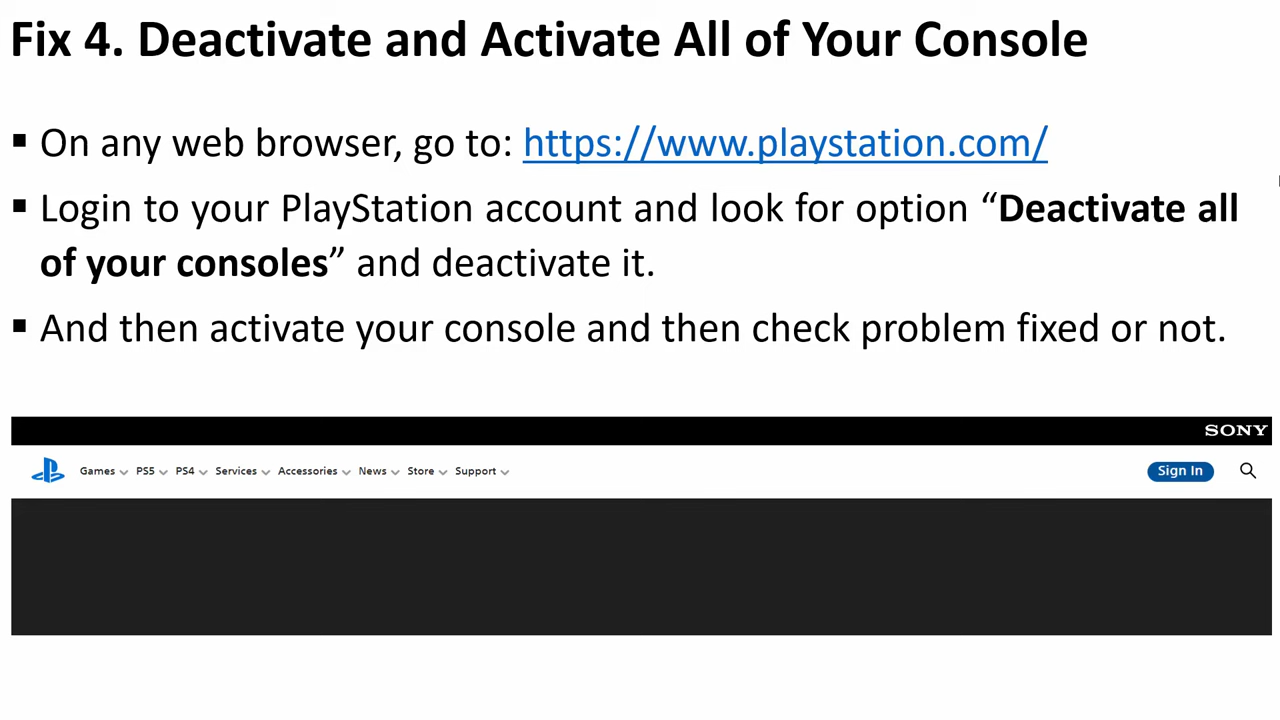 Fix 4. Deactivate and Activate All of Your Console
▪ On any web browser, go to: https://www.playstation.com/
▪ Login to your PlayStation account and look for option “Deactivate all
of your consoles” and deactivate it.
▪ And then activate your console and then check problem fixed or not.
SONY
Games PS5 PS4 Services Accessories News Store Support Sign In